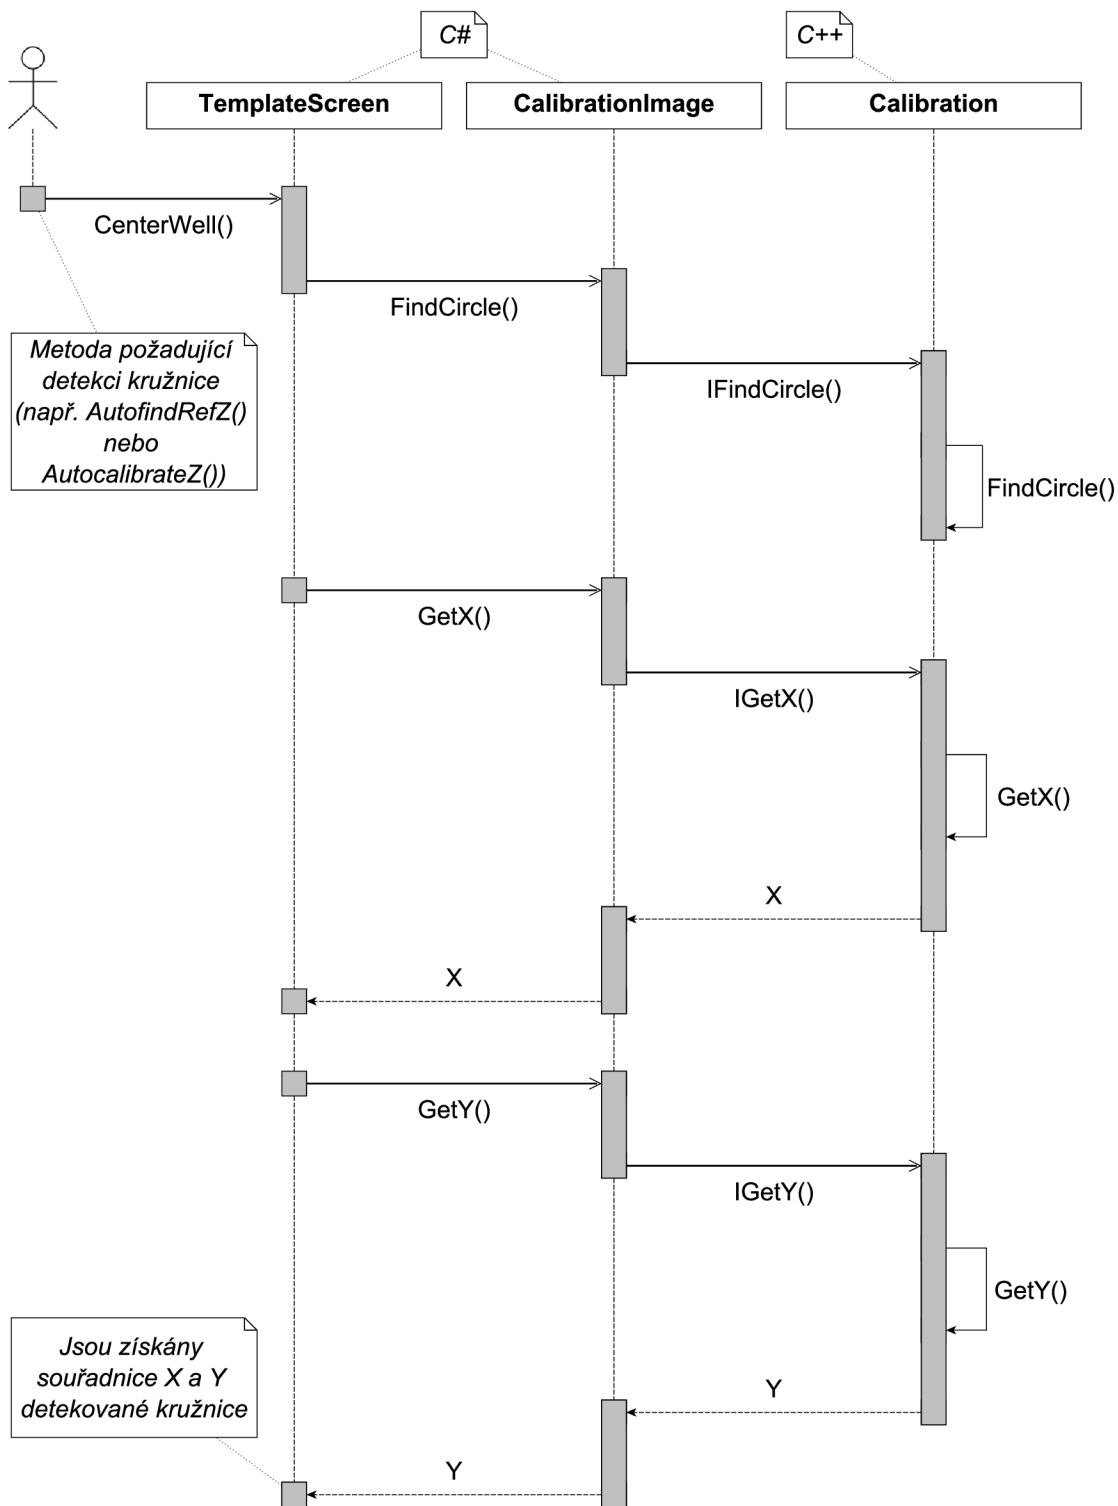 C#
C++
TemplateScreen
CalibrationImage
Calibration
CenterWell()
FindCircle()
Metoda požadující
detekci kružnice
(např. AutofindRefZ()
nebo
AutocalibrateZ())
IFindCircle()
FindCircle()
GetX()
IGetX()
GetX()
X
X
GetY()
IGetY()
GetY()
Jsou získány
souřadnice X a Y
detekované kružnice
Y
Y